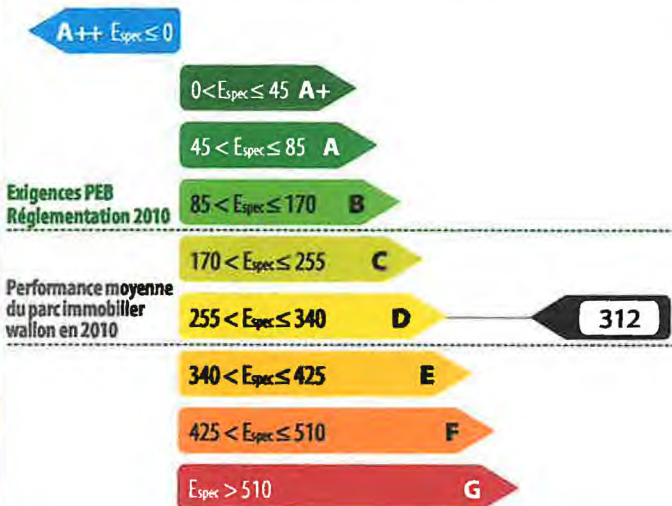 A++ Espec ≤ 0
0 < Espec ≤ 45 A+
45 < Espec ≤ 85 A
Exigences PEB
Réglementation 2010
85 < Espec ≤ 170 B
170 < Espec ≤ 255 C
Performance moyenne
du parc immobilier
wallon en 2010
255 < Espec ≤ 340 D
312
340 < Espec ≤ 425 E
425 < Espec ≤ 510 F
Espec > 510 G